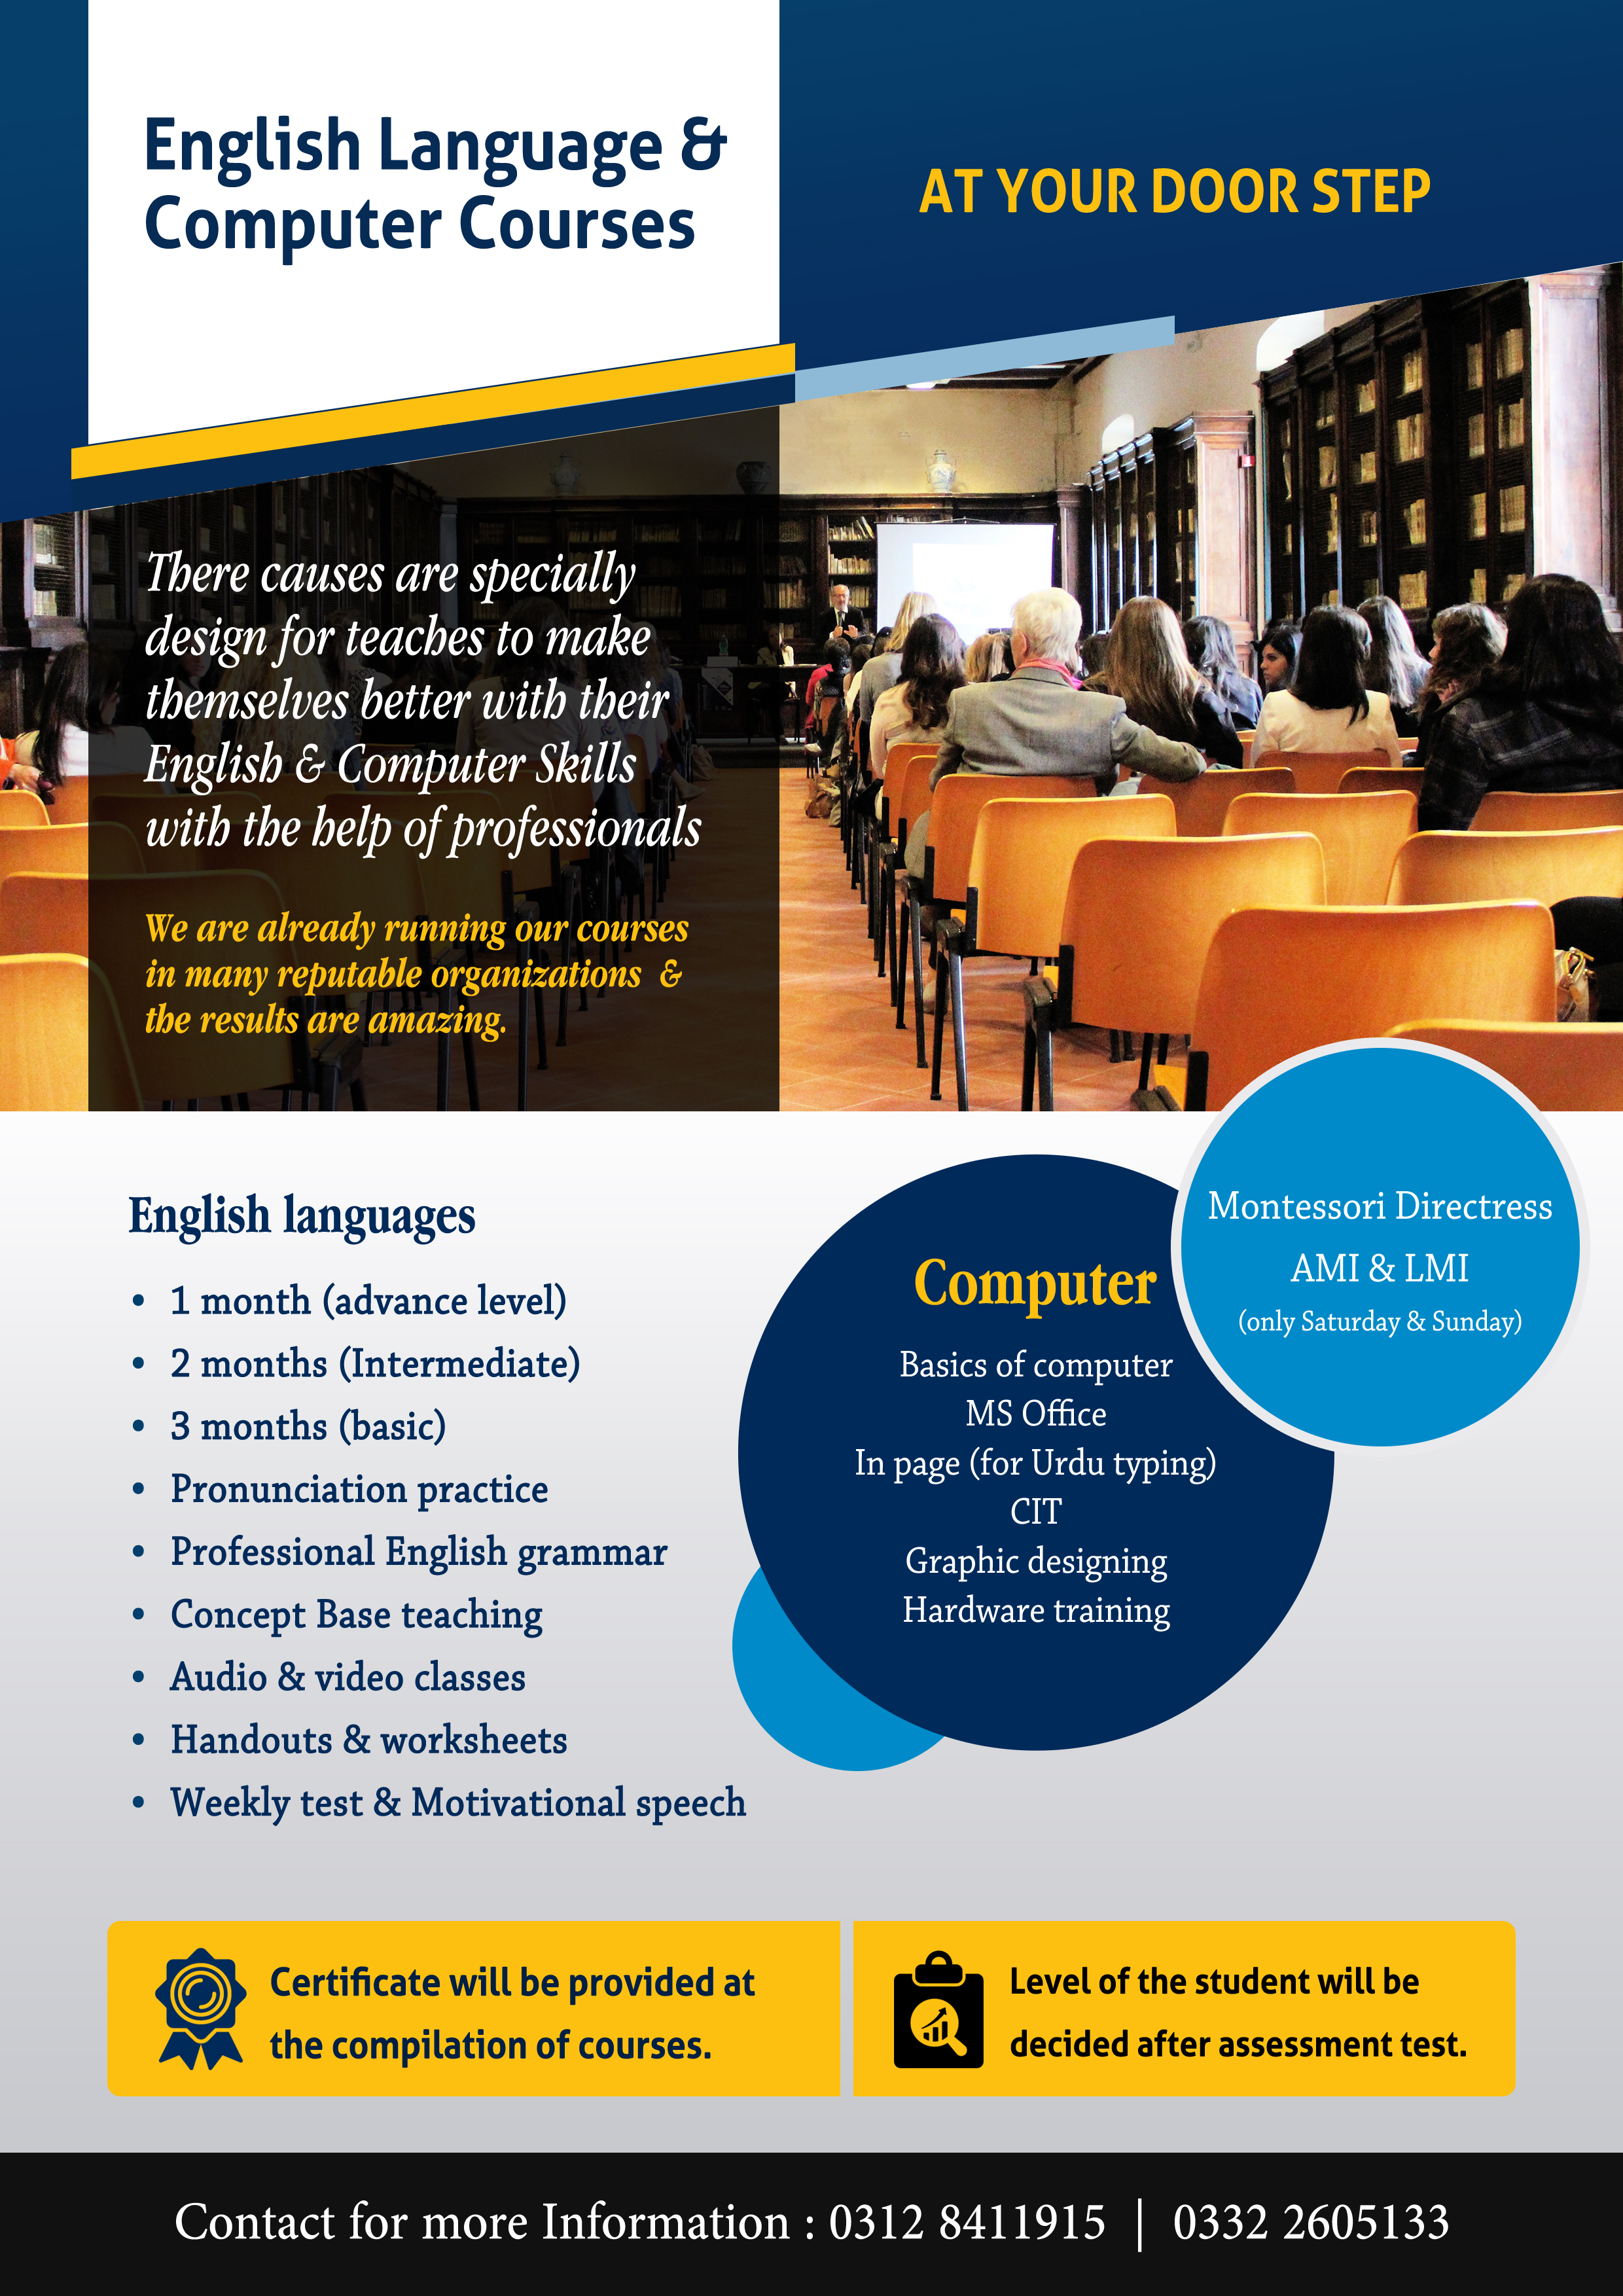 English Language &
Computer Courses
AT YOUR DOOR STEP
There causes are specially
design for teaches to make
themselves better with their
English & Computer Skills
with the help of professionals
We are already running our courses
in many reputable organizations &
the results are amazing.
English languages
• 1 month (advance level)
• 2 months (Intermediate)
• 3 months (basic)
• Pronunciation practice
• Professional English grammar
• Concept Base teaching
• Audio & video classes
• Handouts & worksheets
• Weekly test & Motivational speech
Computer
Basics of computer
MS Office
In page (for Urdu typing)
CIT
Graphic designing
Hardware training
Montessori Directress
AMI & LMI
(only Saturday & Sunday)
Certificate will be provided at
the compilation of courses.
Level of the student will be
decided after assessment test.
Contact for more Information : 0312 8411915 | 0332 2605133